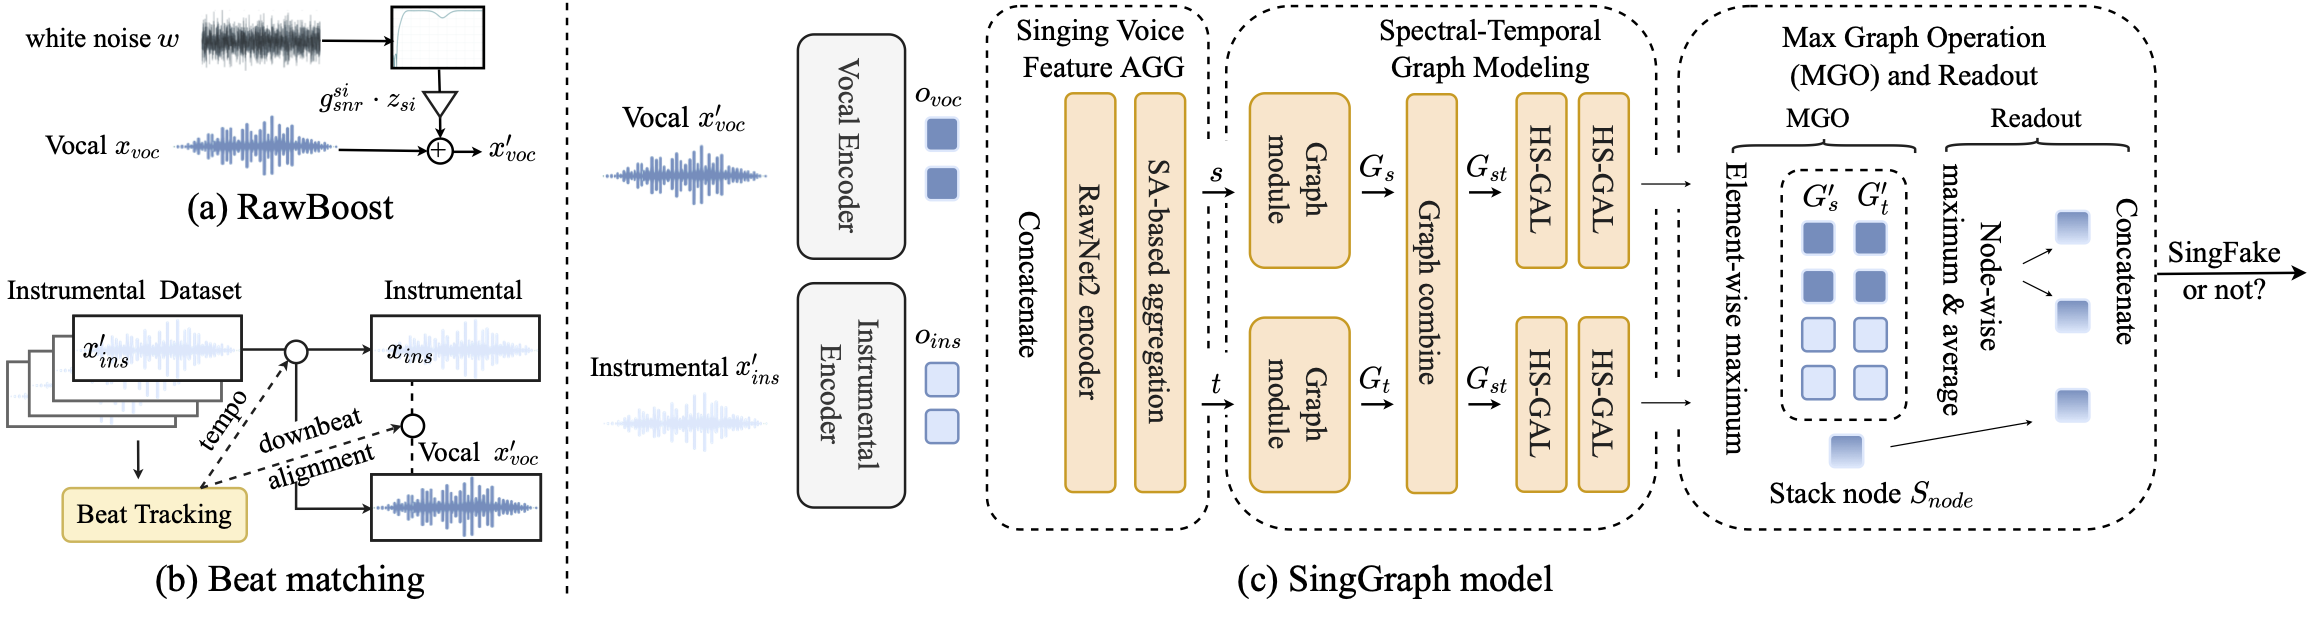 white noise w
g^{si}_{snr} · z_{si}
Vocal x_{voc}
+
x'_{voc}
(a) RawBoost
Instrumental Dataset
Instrumental
x'_{ins}
x_{ins}
tempo
downbeat
alignment
Vocal x'_{voc}
Beat Tracking
(b) Beat matching
Vocal x'_{voc}
Instrumental x'_{ins}
Vocal Encoder
Instrumental
Encoder
o_{voc}
o_{ins}
Singing Voice
Feature AGG
Concatenate
RawNet2 encoder
SA-based aggregation
s
t
Spectral-Temporal
Graph Modeling
Graph
module
Graph
module
G_s
G_t
Graph combine
G_{st}
G_{st}
HS-GAL
HS-GAL
HS-GAL
HS-GAL
Max Graph Operation
(MGO) and Readout
MGO
Readout
Element-wise maximum
G'_s
G'_t
Stack node S_{node}
Node-wise
maximum & average
Concatenate
SingFake
or not?
(c) SingGraph model